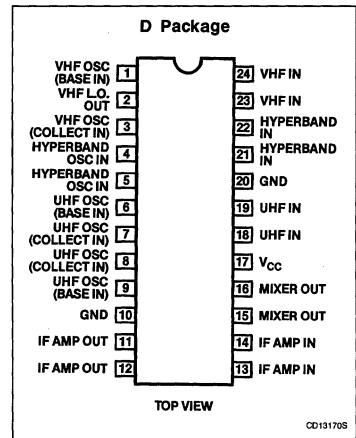 D Package
VHF OSC
(BASE IN)
1
24
VHF IN
VHF L.O.
OUT
2
23
VHF IN
VHF OSC
(COLLECT IN)
3
22
HYPERBAND
IN
HYPERBAND
OSC IN
4
21
HYPERBAND
IN
HYPERBAND
OSC IN
5
20
GND
UHF OSC
(BASE IN)
6
19
UHF IN
UHF OSC
(COLLECT IN)
7
18
UHF IN
UHF OSC
(COLLECT IN)
8
17
VCC
UHF OSC
(BASE IN)
9
16
MIXER OUT
GND
10
15
MIXER OUT
IF AMP OUT
11
14
IF AMP IN
IF AMP OUT
12
13
IF AMP IN
TOP VIEW
CD13170S